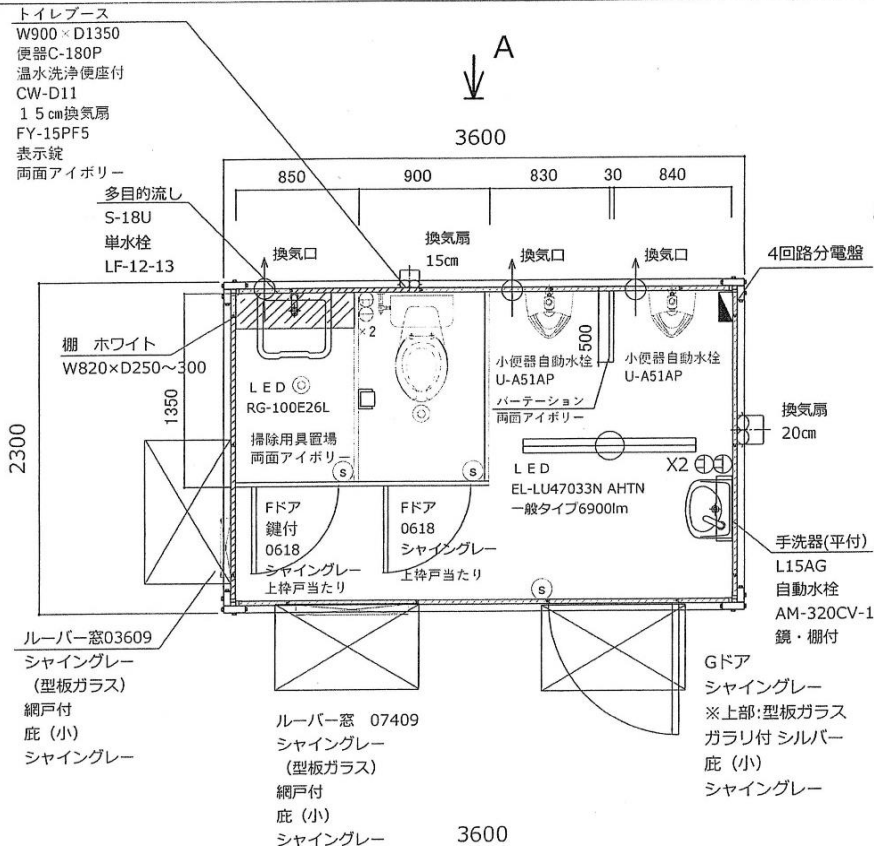 トイレブース
W900×D1350
便器C-180P
温水洗浄便座付
CW-D11
15㎝換気扇
FY-15PF5
表示錠
両面アイボリー
A
3600
850
900
830
30
840
多目的流し
S-18U
単水栓
LF-12-13
換気口
換気扇
15㎝
換気口
換気口
4回路分電盤
棚 ホワイト
W820×D250～300
×2
500
小便器自動水栓
U-A51AP
小便器自動水栓
U-A51AP
パーテーション
両面アイボリー
1350
2300
LED
RG-100E26L
掃除用具置場
両面アイボリー
S
S
換気扇
20㎝
X2
LED
EL-LU47033N AHTN
一般タイプ6900lm
Fドア
鍵付
0618
シャイングレー
上枠戸当たり
Fドア
0618
シャイングレー
上枠戸当たり
S
手洗器(平付)
L15AG
自動水栓
AM-320CV-1
鏡・棚付
ルーバー窓03609
シャイングレー
(型板ガラス)
網戸付
庇(小)
シャイングレー
ルーバー窓 07409
シャイングレー
(型板ガラス)
網戸付
庇(小)
シャイングレー
Gドア
シャイングレー
※上部:型板ガラス
ガラリ付 シルバー
庇(小)
シャイングレー
3600